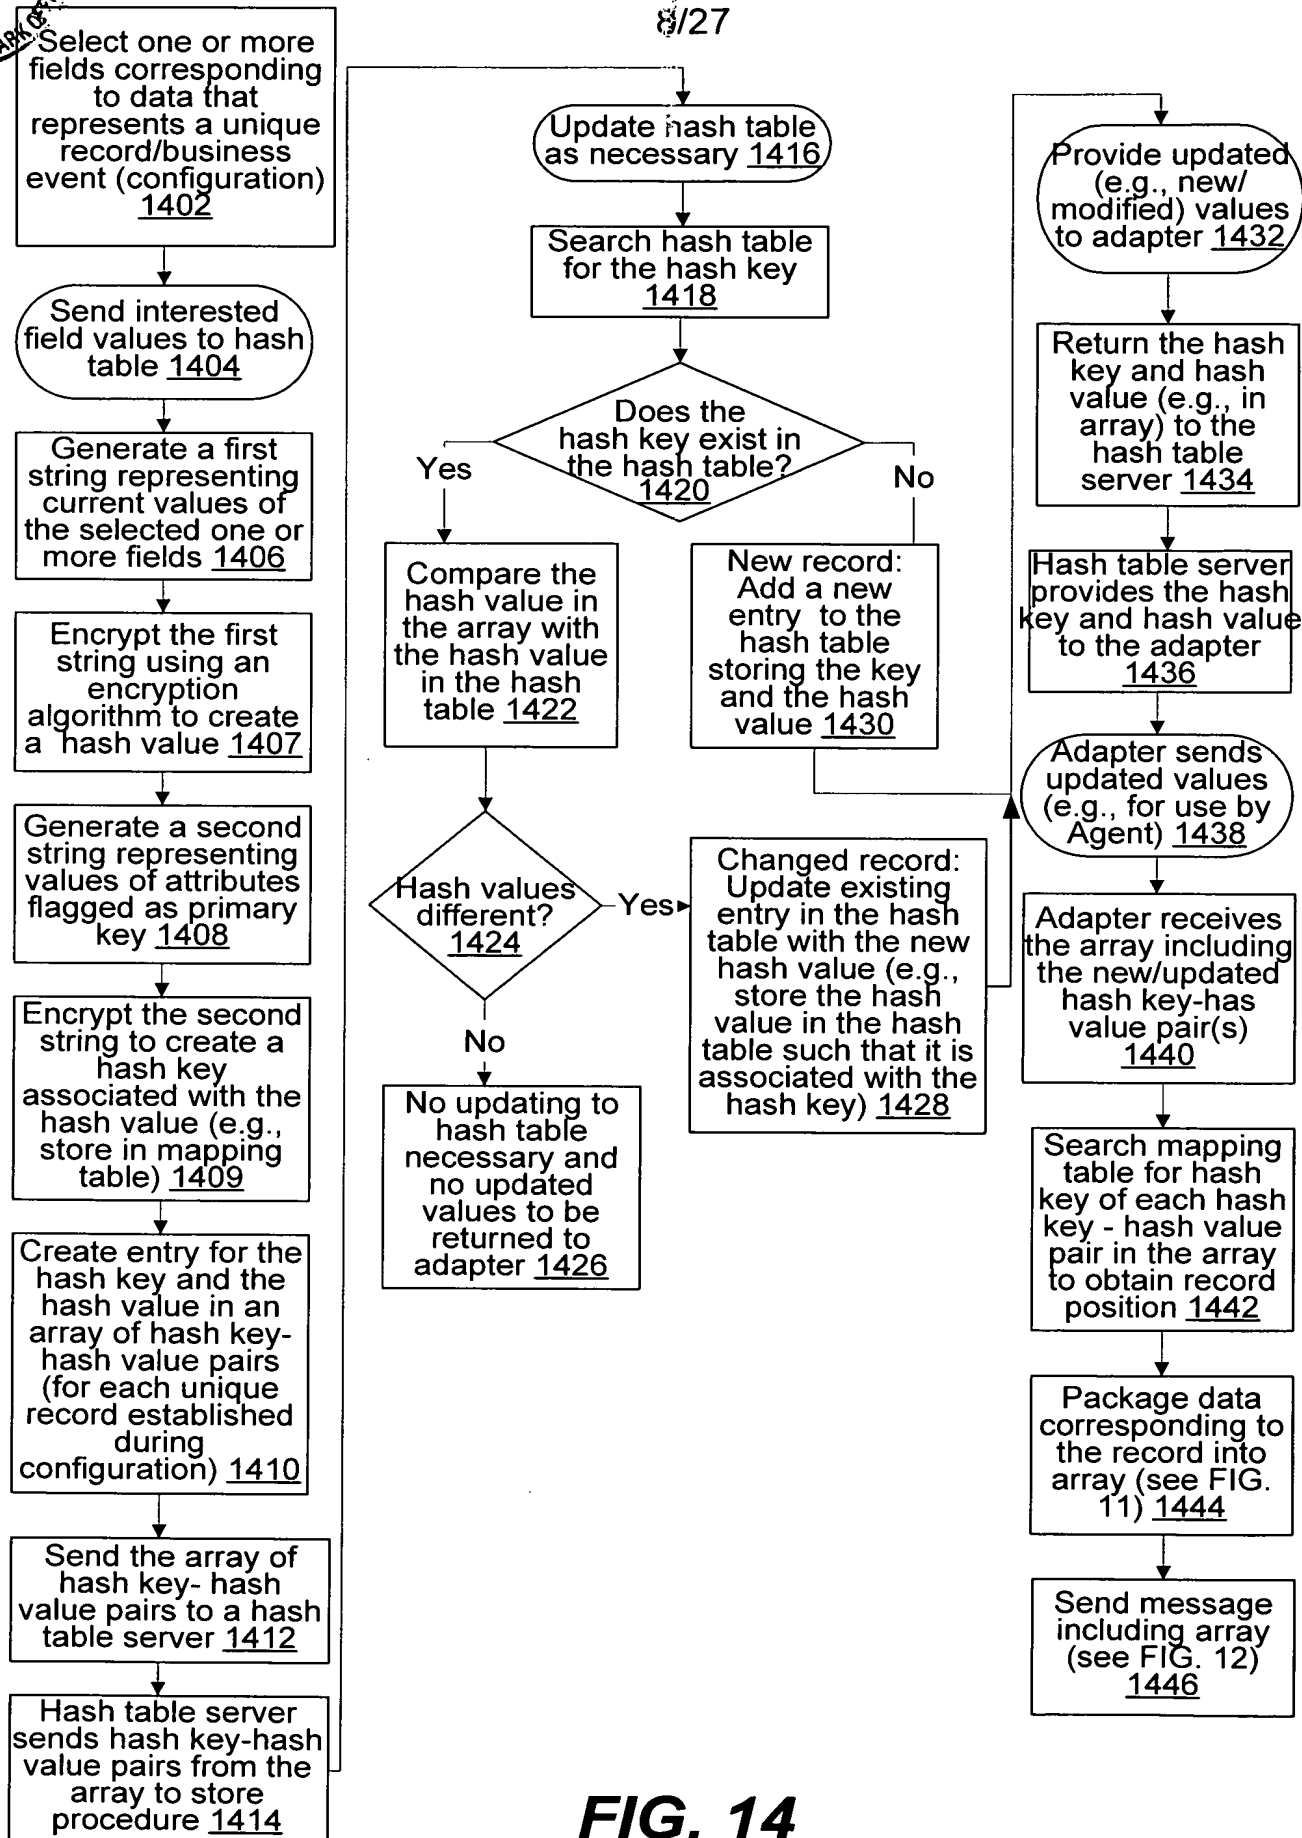 8/27
Select one or more
fields corresponding
to data that
represents a unique
record/business
event (configuration)
1402
Send interested
field values to hash
table 1404
Generate a first
string representing
current values of
the selected one or
more fields 1406
Encrypt the first
string using an
encryption
algorithm to create
a hash value 1407
Generate a second
string representing
values of attributes
flagged as primary
key 1408
Encrypt the second
string to create a
hash key
associated with the
hash value (e.g.,
store in mapping
table) 1409
Create entry for the
hash key and the
hash value in an
array of hash key-
hash value pairs
(for each unique
record established
during
configuration) 1410
Send the array of
hash key- hash
value pairs to a hash
table server 1412
Hash table server
sends hash key-hash
value pairs from the
array to store
procedure 1414
Update hash table
as necessary 1416
Search hash table
for the hash key
1418
Does the
hash key exist in
the hash table?
1420
Yes
No
Compare the
hash value in
the array with
the hash value
in the hash
table 1422
New record:
Add a new
entry to the
hash table
storing the key
and the hash
value 1430
Hash values
different?
1424
Yes
No
Changed record:
Update existing
entry in the hash
table with the new
hash value (e.g.,
store the hash
value in the hash
table such that it is
associated with the
hash key) 1428
No updating to
hash table
necessary and
no updated
values to be
returned to
adapter 1426
Provide updated
(e.g., new/
modified) values
to adapter 1432
Return the hash
key and hash
value (e.g., in
array) to the
hash table
server 1434
Hash table server
provides the hash
key and hash value
to the adapter
1436
Adapter sends
updated values
(e.g., for use by
Agent) 1438
Adapter receives
the array including
the new/updated
hash key-has
value pair(s)
1440
Search mapping
table for hash
key of each hash
key - hash value
pair in the array
to obtain record
position 1442
Package data
corresponding to
the record into
array (see FIG.
11) 1444
Send message
including array
(see FIG. 12)
1446
FIG. 14